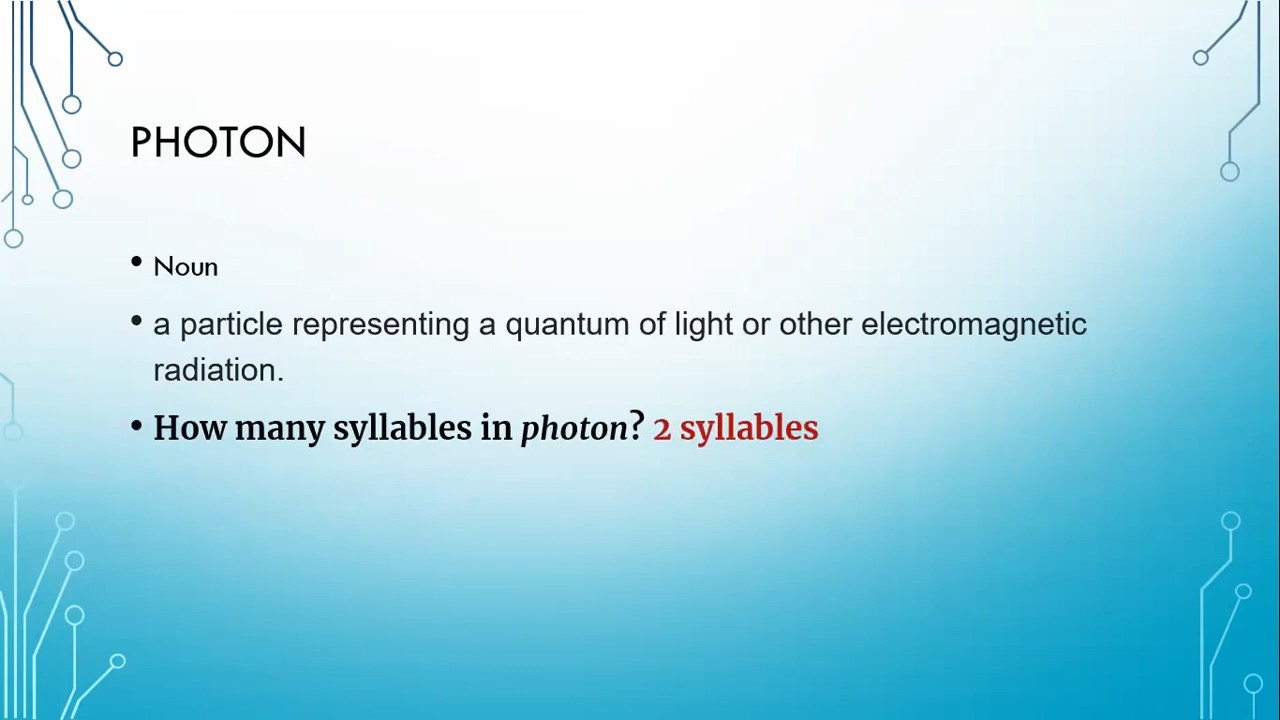 PHOTON
• Noun
• a particle representing a quantum of light or other electromagnetic
radiation.
• How many syllables in photon? 2 syllables